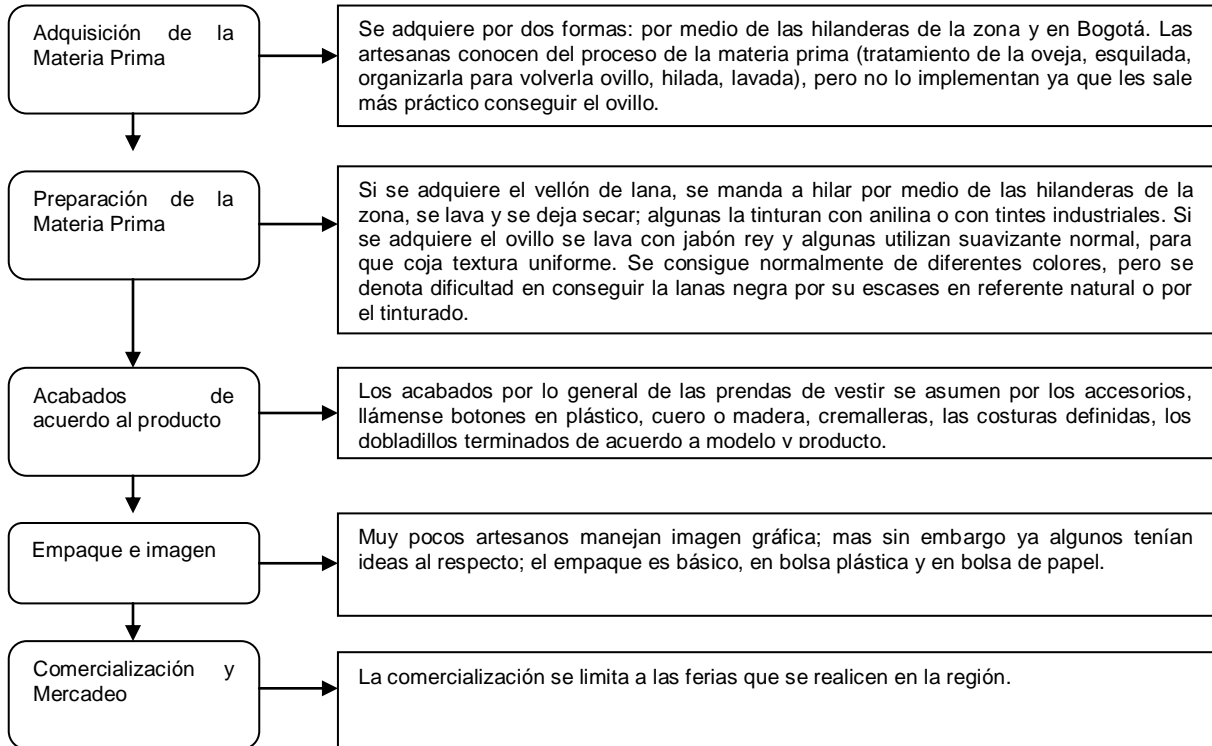 Adquisición de la
Materia Prima
Se adquiere por dos formas: por medio de las hilanderas de la zona y en Bogotá. Las
artesanas conocen del proceso de la materia prima (tratamiento de la oveja, esquilada,
organizarla para volverla ovillo, hilada, lavada), pero no lo implementan ya que les sale
más práctico conseguir el ovillo.
Preparación de la
Materia Prima
Si se adquiere el vellón de lana, se manda a hilar por medio de las hilanderas de la
zona, se lava y se deja secar; algunas la tinturan con anilina o con tintes industriales. Si
se adquiere el ovillo se lava con jabón rey y algunas utilizan suavizante normal, para
que coja textura uniforme. Se consigue normalmente de diferentes colores, pero se
denota dificultad en conseguir la lanas negra por su escases en referente natural o por
el tinturado.
Acabados de
acuerdo al producto
Los acabados por lo general de las prendas de vestir se asumen por los accesorios,
llámense botones en plástico, cuero o madera, cremalleras, las costuras definidas, los
dobladillos terminados de acuerdo a modelo y producto.
Empaque e imagen
Muy pocos artesanos manejan imagen gráfica; mas sin embargo ya algunos tenían
ideas al respecto; el empaque es básico, en bolsa plástica y en bolsa de papel.
Comercialización y
Mercadeo
La comercialización se limita a las ferias que se realicen en la región.